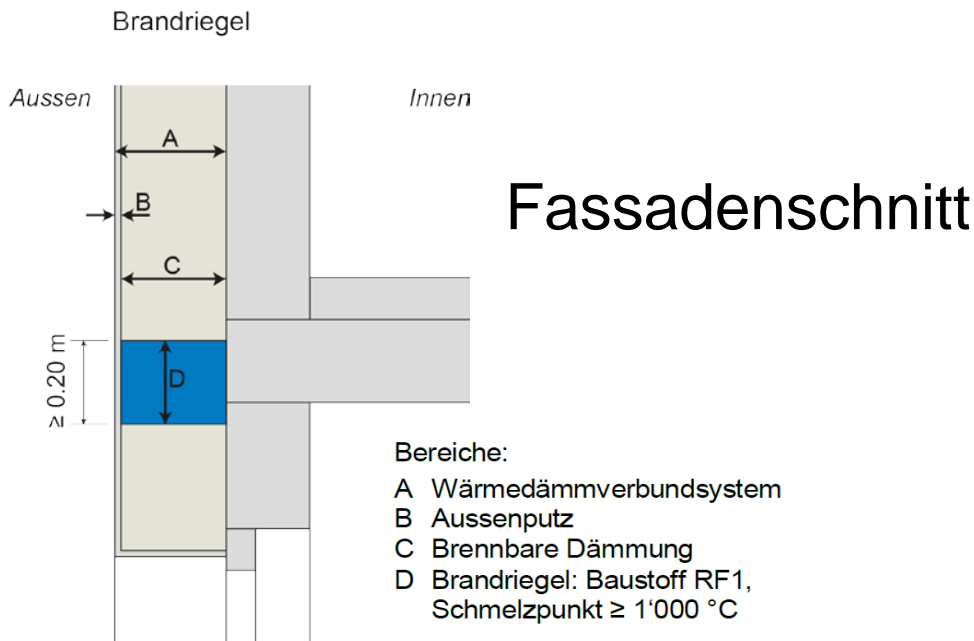 Brandriegel
Aussen
Innen
A
B
Fassadenschnitt
C
≥ 0.20 m
D
Bereiche:
A Wärmedämmverbundsystem
B Aussenputz
C Brennbare Dämmung
D Brandriegel: Baustoff RF1,
Schmelzpunkt ≥ 1‘000 °C